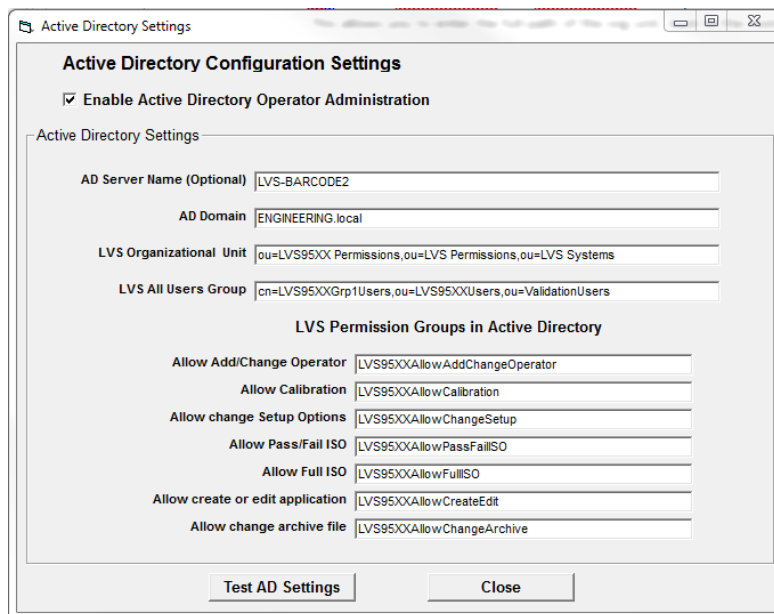 Active Directory Settings
Active Directory Configuration Settings
Enable Active Directory Operator Administration
Active Directory Settings
AD Server Name (Optional) LVS-BARCODE2
AD Domain ENGINEERING.local
LVS Organizational Unit ou=LVS95XX Permissions,ou=LVS Permissions,ou=LVS Systems
LVS All Users Group cn=LVS95XXGrp1Users,ou=LVS95XXUsers,ou=ValidationUsers
LVS Permission Groups in Active Directory
Allow Add/Change Operator LVS95XXAllowAddChangeOperator
Allow Calibration LVS95XXAllowCalibration
Allow change Setup Options LVS95XXAllowChangeSetup
Allow Pass/Fail ISO LVS95XXAllowPassFailISO
Allow Full ISO LVS95XXAllowFullISO
Allow create or edit application LVS95XXAllowCreateEdit
Allow change archive file LVS95XXAllowChangeArchive
Test AD Settings Close